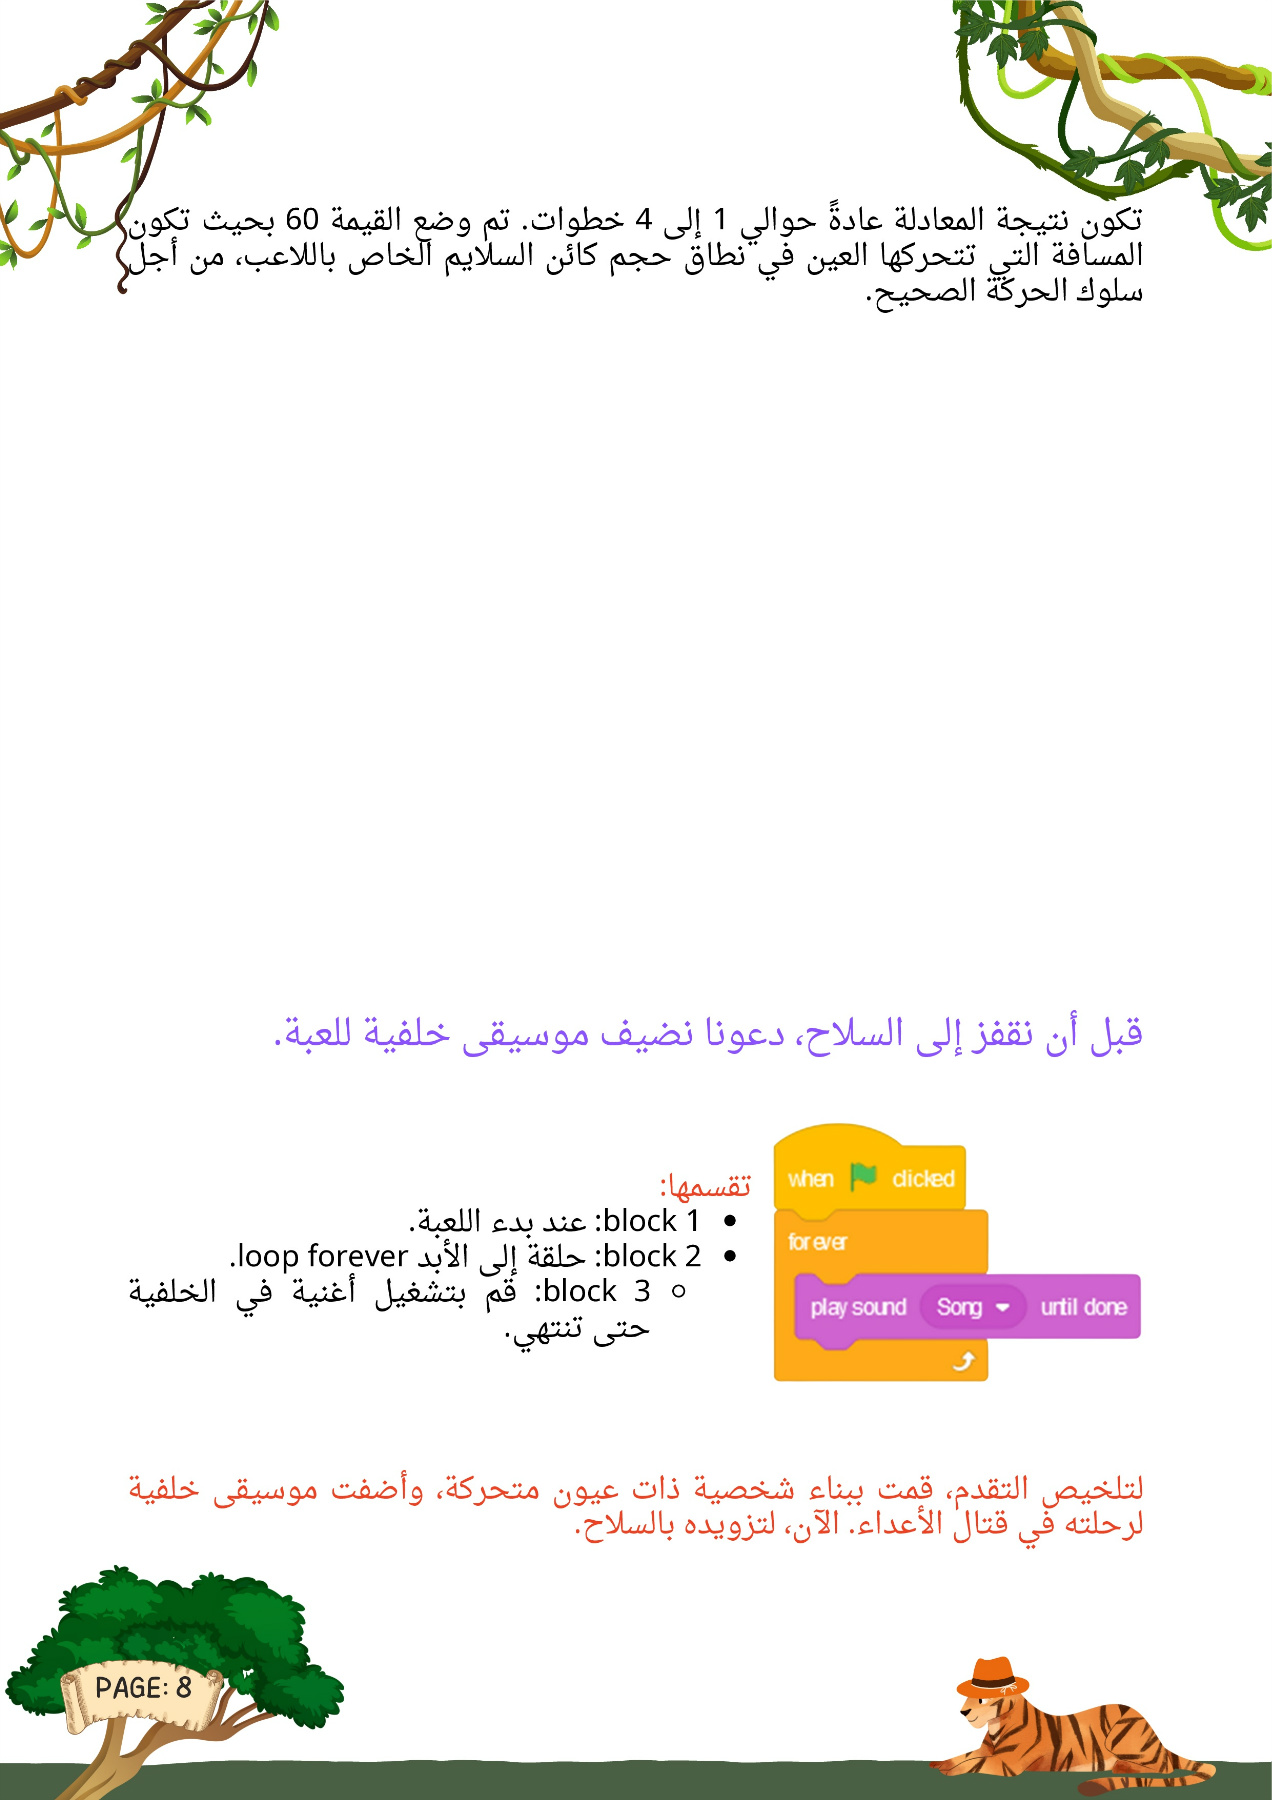 تكون نتيجة المعادلة عادةً حوالي 1 إلى 4 خطوات. تم وضع القيمة 60 بحيث تكون
المسافة التي تتحركها العين في نطاق حجم كائن السلايم الخاص باللاعب، من أجل
سلوك الحركة الصحيح.
قبل أن نقفز إلى السلاح، دعونا نضيف موسيقى خلفية للعبة.
when clicked
forever
play sound Song until done
تقسمها:
block 1: عند بدء اللعبة.
block 2: حلقة إلى الأبد loop forever.
block 3: قم بتشغيل أغنية في الخلفية
حتى تنتهي.
لتلخيص التقدم، قمت ببناء شخصية ذات عيون متحركة، وأضفت موسيقى خلفية
لرحلته في قتال الأعداء. الآن، لتزويده بالسلاح.
PAGE: 8